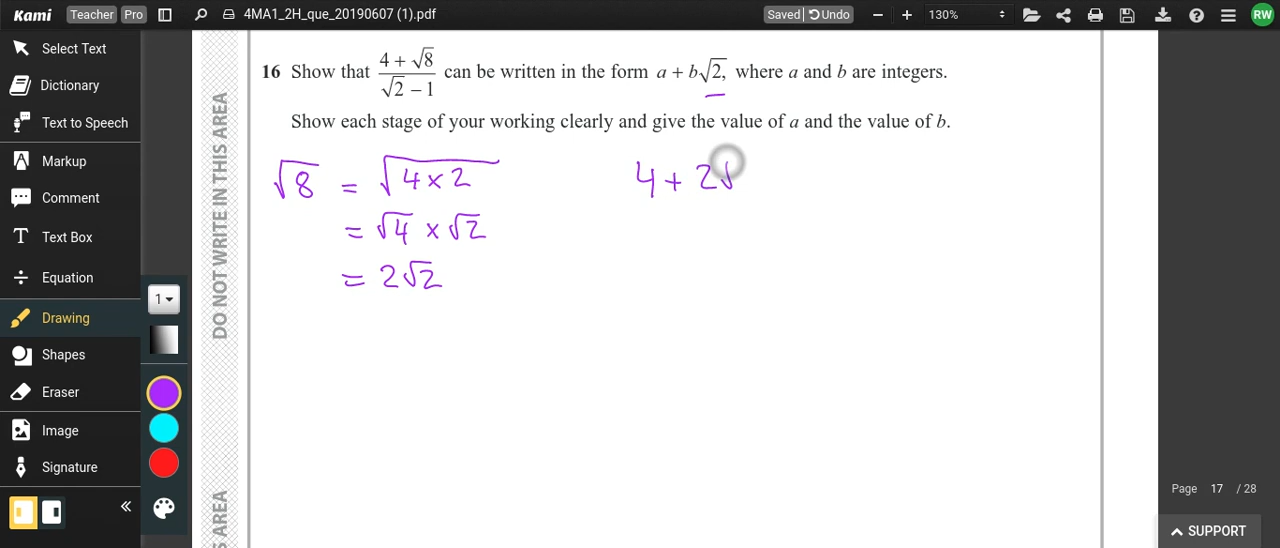 Kami Teacher Pro 4MA1_2H_que_20190607 (1).pdf Saved Undo 130% RW
Select Text
Dictionary
Text to Speech
Markup
Comment
Text Box
Equation
Drawing
Shapes
Eraser
Image
Signature
1
DO NOT WRITE IN THIS AREA
S AREA
16 Show that (4 + √8)/(√2 – 1) can be written in the form a + b√2, where a and b are integers.
Show each stage of your working clearly and give the value of a and the value of b.
√8 = √4 × 2
= √4 × √2
= 2√2
4 + 2√
Page 17 / 28
SUPPORT